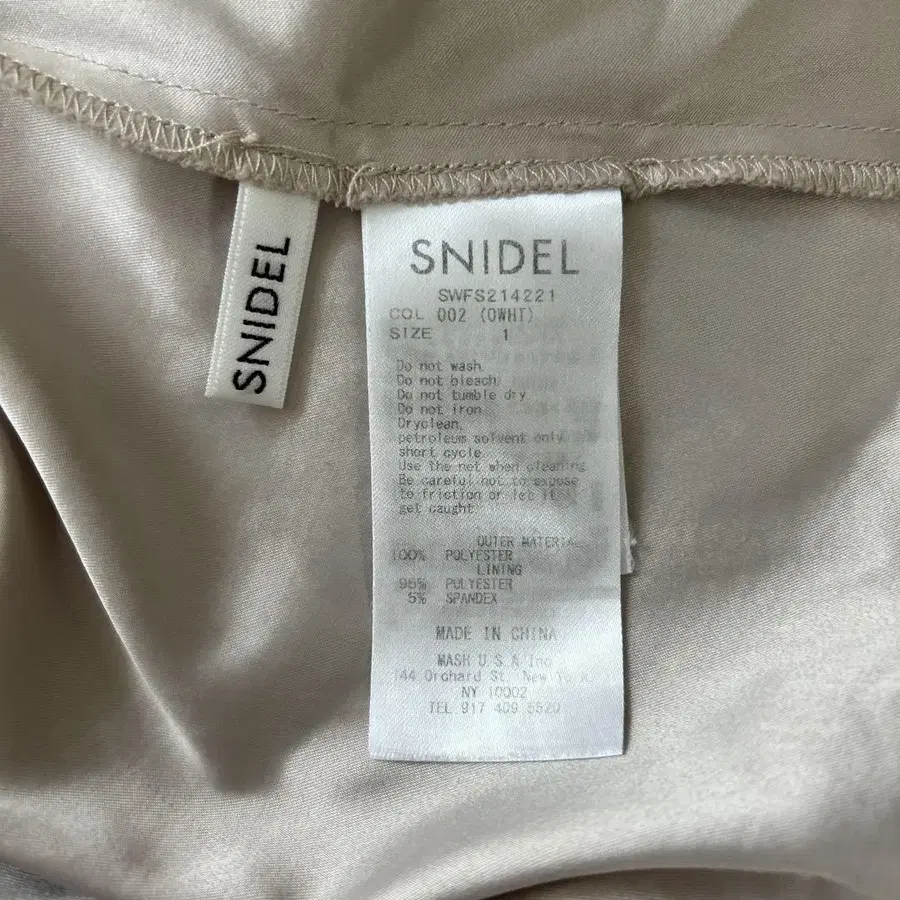 SNIDEL
SNIDEL
SWFS214221
COL 002 (OWHT)
SIZE 1
Do not wash
Do not bleach
Do not tumble dry
Do not iron
Dryclean,
petroleum solvent only
short cycle
Use the net when cleaning
Be careful not to expose
to friction or let it
get caught
OUTER MATERIAL
100% POLYESTER
LINING
95% POLYESTER
5% SPANDEX
MADE IN CHINA
MASH U.S.A Inc
144 Orchard St. New York
NY 10002
TEL 917 409 5520